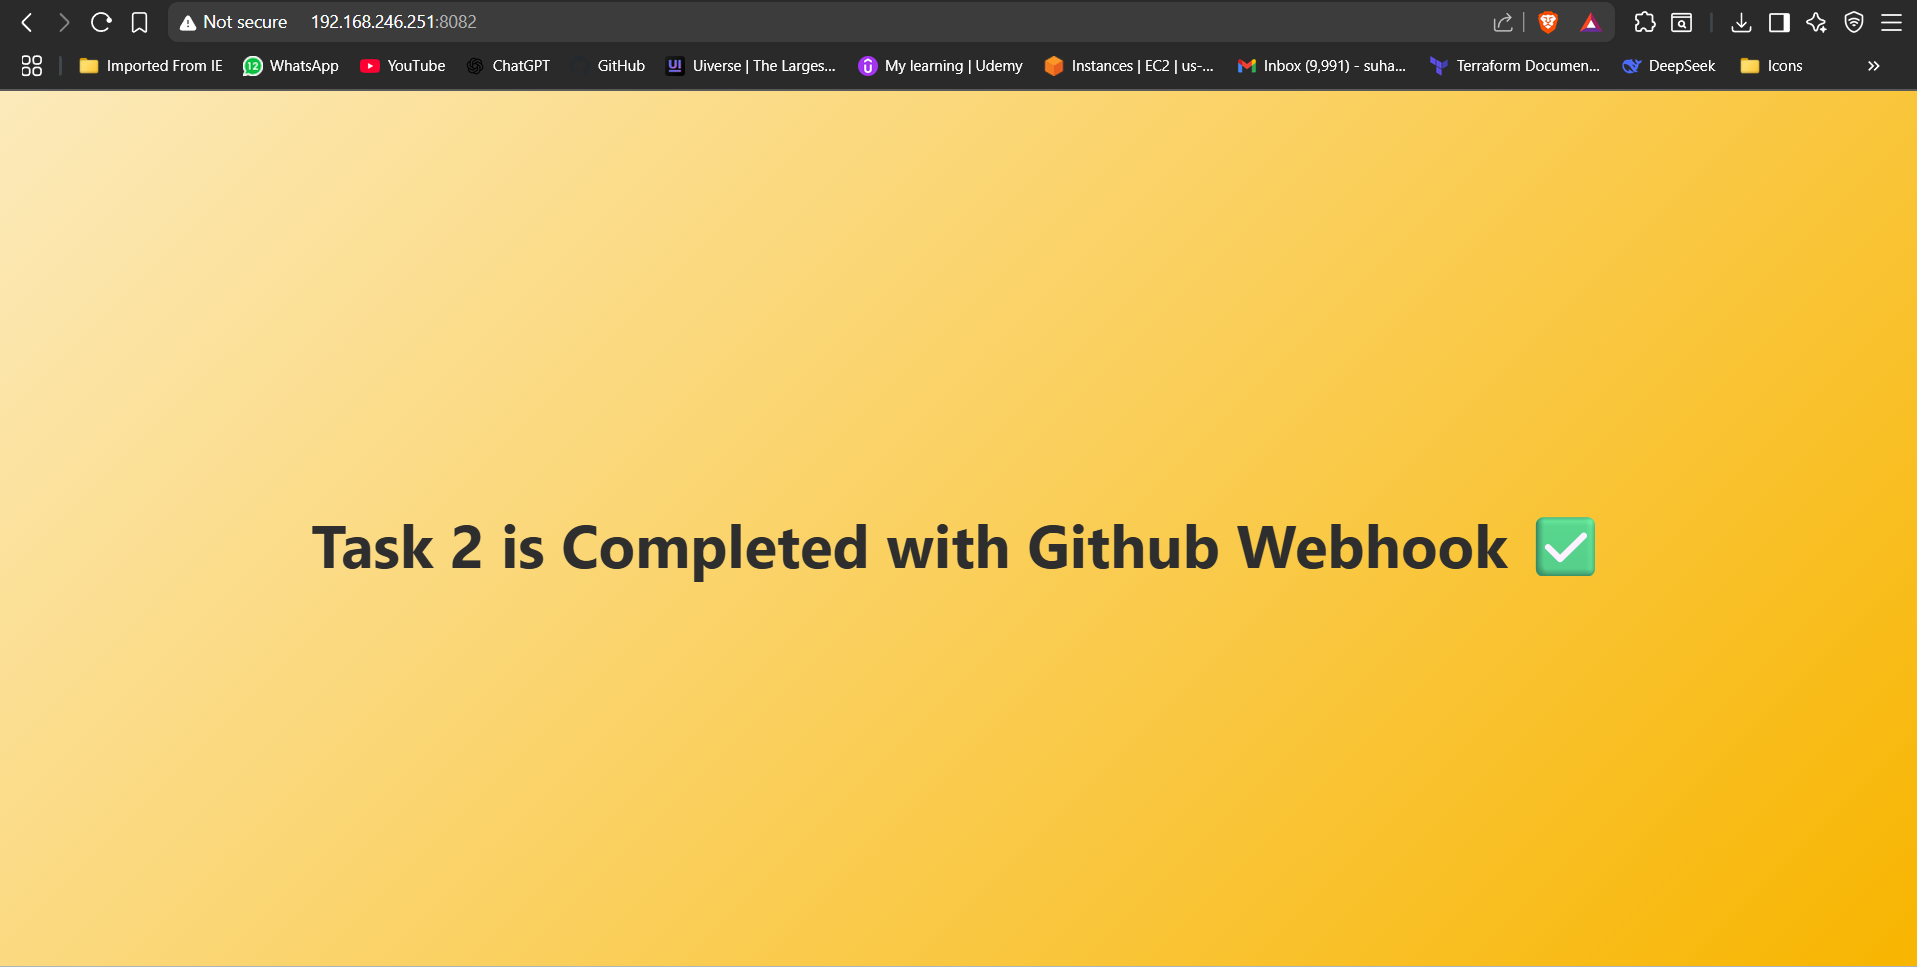 Not secure 192.168.246.251:8082
Imported From IE 12 WhatsApp YouTube ChatGPT GitHub UI Uiverse | The Larges... My learning | Udemy Instances | EC2 | us-... Inbox (9,991) - suha... Terraform Documen... DeepSeek Icons »
Task 2 is Completed with Github Webhook ✅